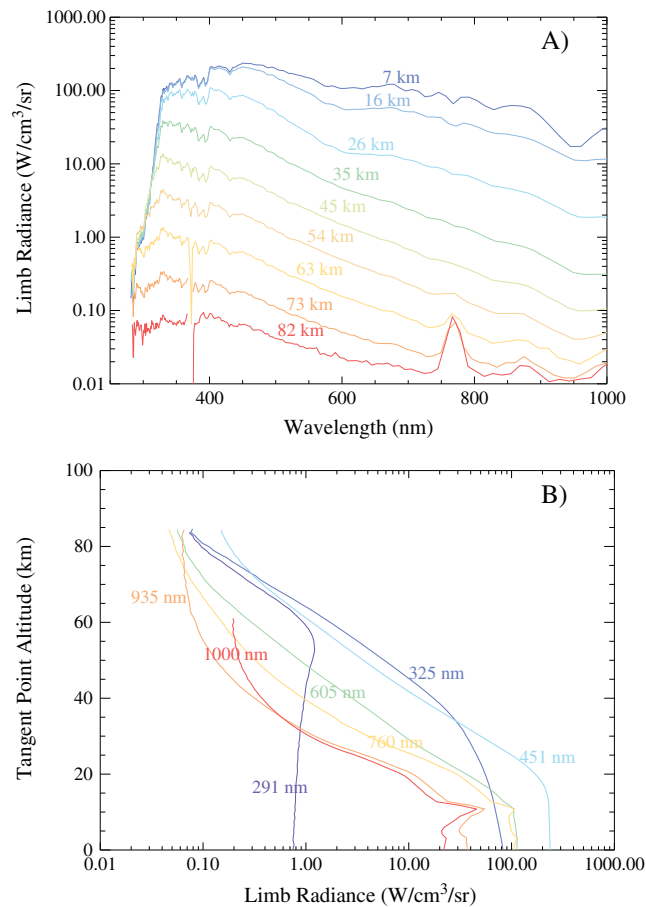 1000.00
A)
7 km
100.00
16 km
26 km
10.00
35 km
45 km
1.00
54 km
63 km
0.10
73 km
82 km
0.01
Limb Radiance (W/cm³/sr)
400
600
800
1000
Wavelength (nm)
100
B)
80
60
935 nm
1000 nm
325 nm
40
605 nm
760 nm
451 nm
20
291 nm
0
Tangent Point Altitude (km)
0.01
0.10
1.00
10.00
100.00
1000.00
Limb Radiance (W/cm³/sr)